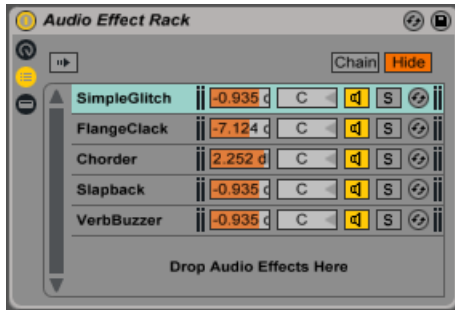 Audio Effect Rack
Chain Hide
SimpleGlitch -0.935 d C S
FlangeClack -7.124 d C S
Chorder 2.252 d C S
Slapback -0.935 d C S
VerbBuzzer -0.935 d C S
Drop Audio Effects Here